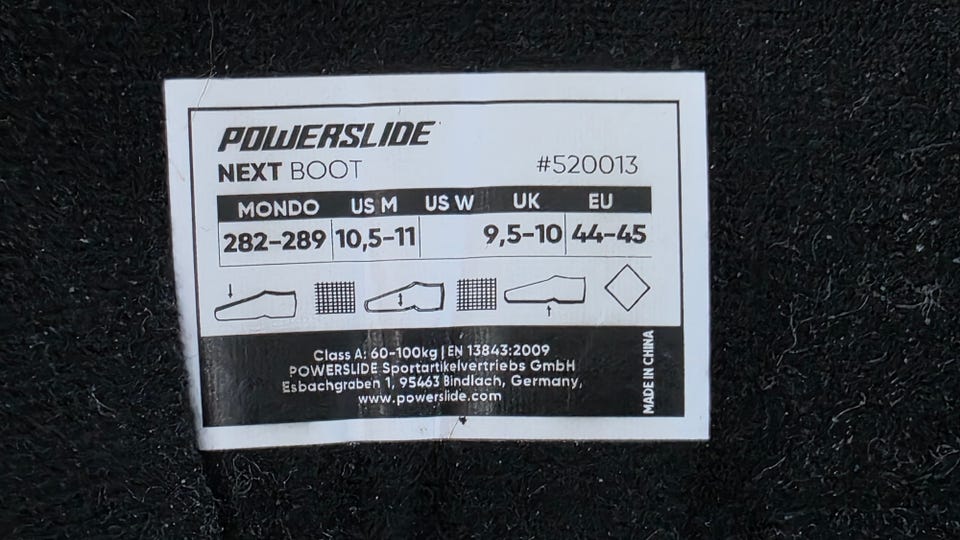 POWERSLIDE
NEXT BOOT #520013
MONDO US M US W UK EU
282-289 10,5-11 9,5-10 44-45
Class A: 60-100kg | EN 13843:2009
POWERSLIDE Sportartikelvertriebs GmbH
Esbachgraben 1, 95463 Bindlach, Germany,
www.powerslide.com
MADE IN CHINA